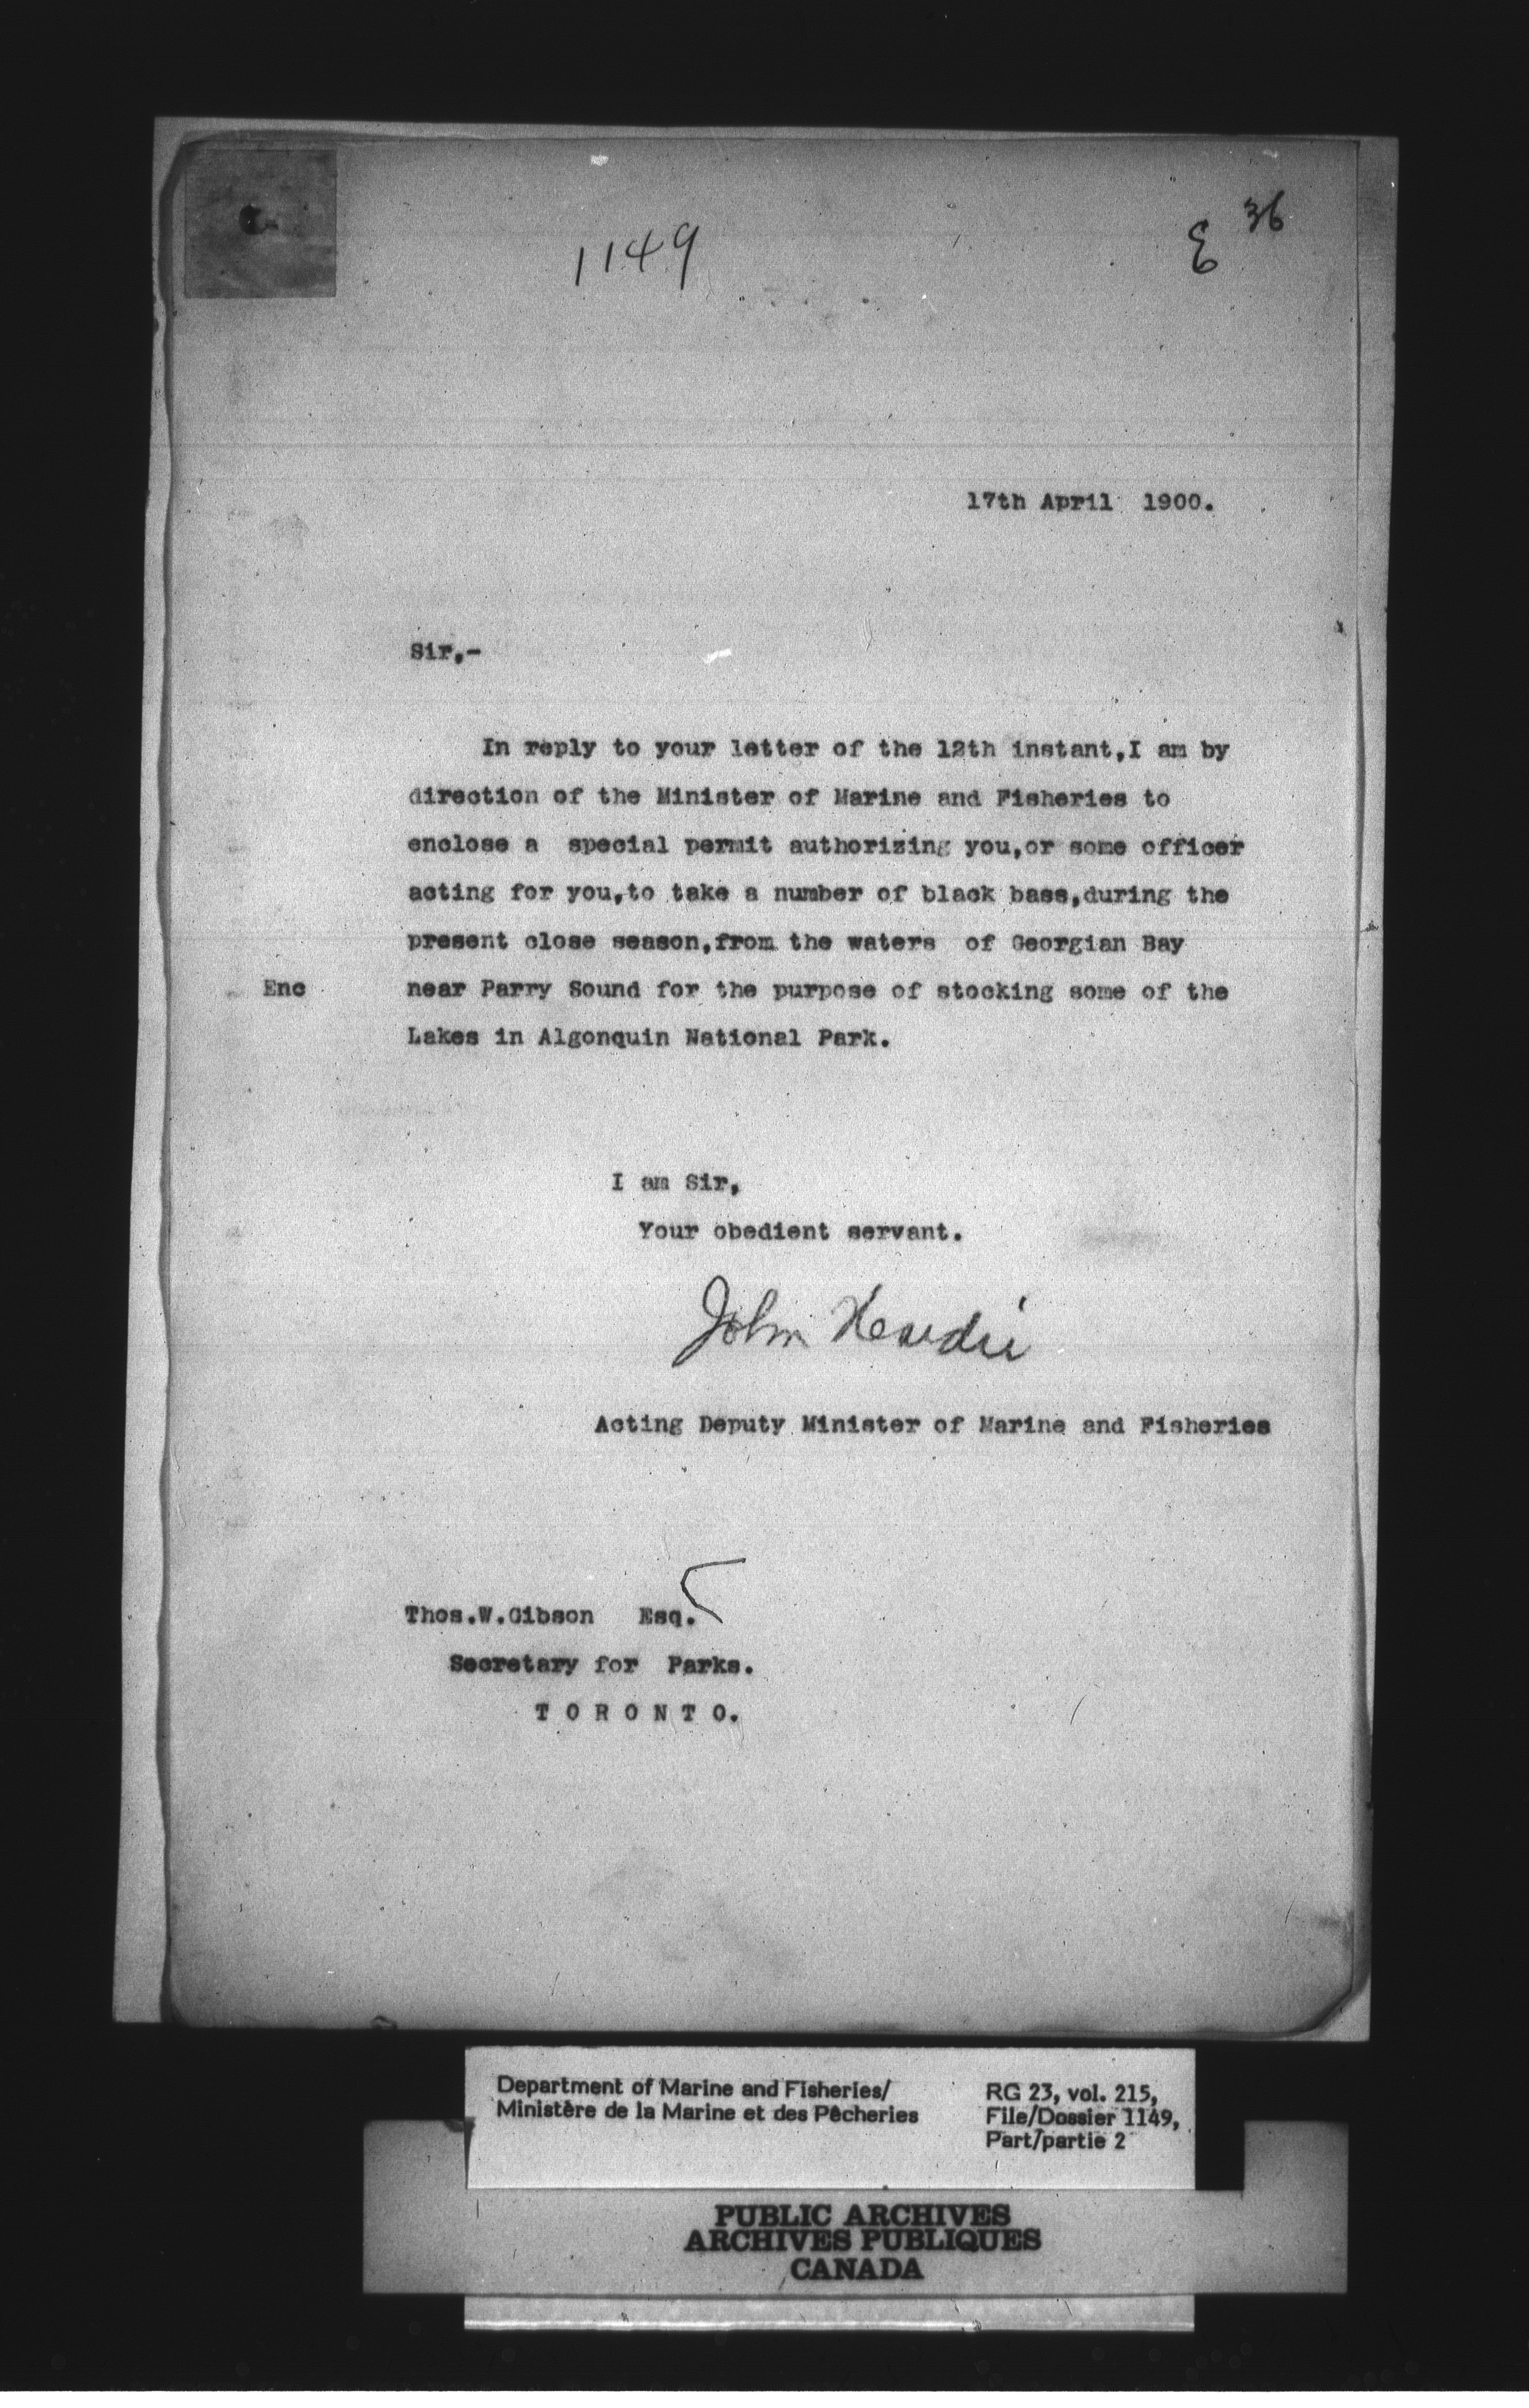 1149
E 36
17th April 1900.
Sir,-
In reply to your letter of the 12th instant,I am by
direction of the Minister of Marine and Fisheries to
enclose a special permit authorizing you,or some officer
acting for you,to take a number of black bass,during the
present close season,from the waters of Georgian Bay
Enc near Parry Sound for the purpose of stocking some of the
Lakes in Algonquin National Park.
I am Sir,
Your obedient servant.
John Hardie
Acting Deputy Minister of Marine and Fisheries
Thos.W.Gibson Esq.
Secretary for Parks.
T O R O N T O.
Department of Marine and Fisheries/
Ministère de la Marine et des Pêcheries
RG 23, vol. 215,
File/Dossier 1149,
Part/partie 2
PUBLIC ARCHIVES
ARCHIVES PUBLIQUES
CANADA